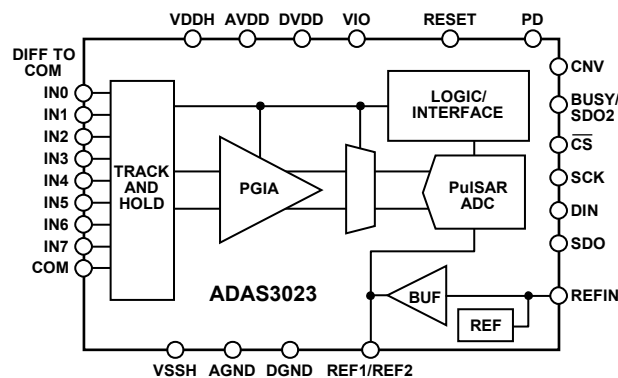 VDDH AVDD DVDD VIO RESET PD
DIFF TO
COM
IN0
IN1
IN2
IN3
IN4
IN5
IN6
IN7
COM
TRACK
AND
HOLD
PGIA
LOGIC/
INTERFACE
PulSAR
ADC
BUF
REF
ADAS3023
CNV
BUSY/
SDO2
CS
SCK
DIN
SDO
REFIN
VSSH AGND DGND REF1/REF2